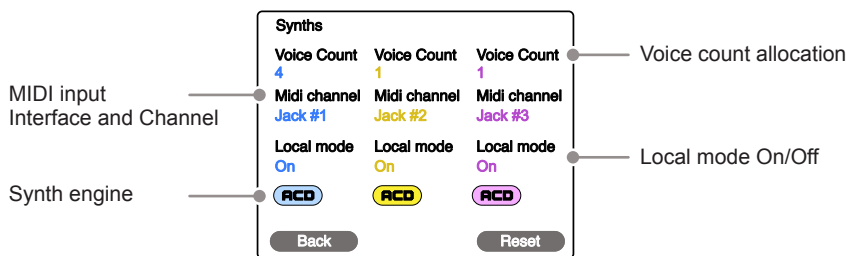 Synths
Voice Count Voice Count Voice Count
4 1 1
Voice count allocation
MIDI input
Interface and Channel
Midi channel Midi channel Midi channel
Jack #1 Jack #2 Jack #3
Local mode Local mode Local mode
On On On
Local mode On/Off
Synth engine
ACD ACD ACD
Back Reset